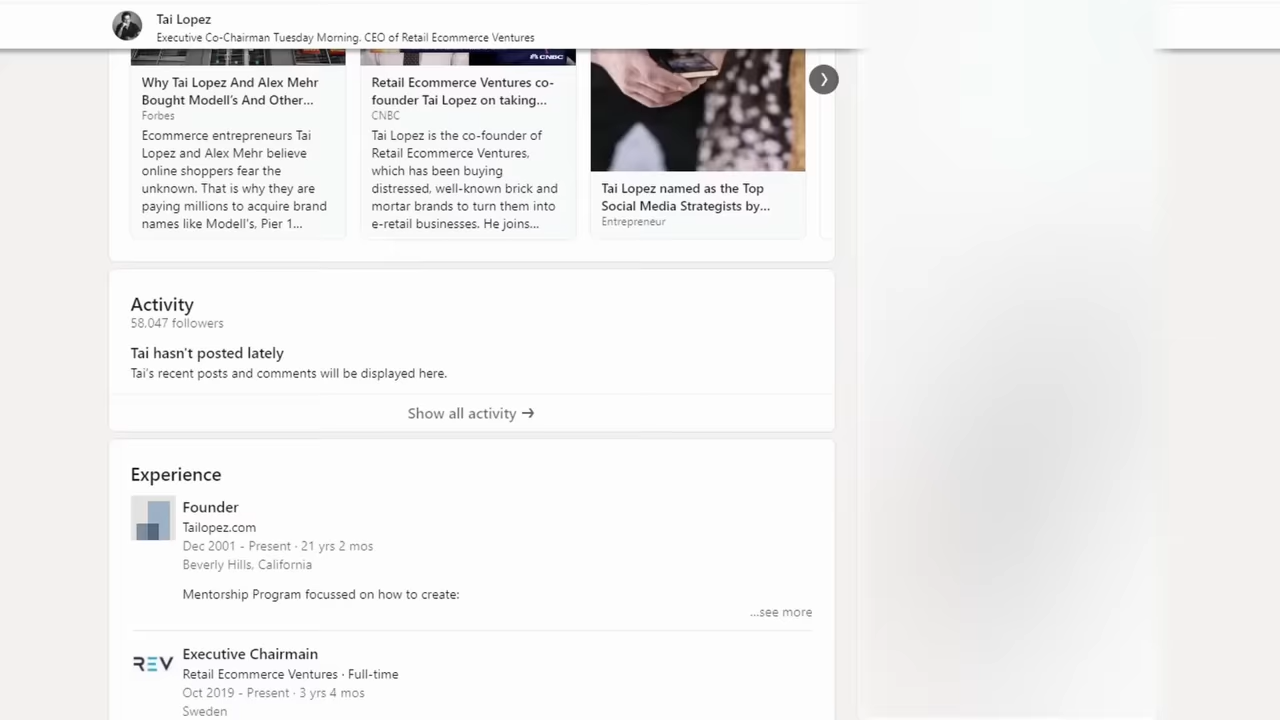 Tai Lopez
Executive Co-Chairman Tuesday Morning. CEO of Retail Ecommerce Ventures
CNBC
Why Tai Lopez And Alex Mehr
Bought Modell's And Other...
Forbes
Ecommerce entrepreneurs Tai
Lopez and Alex Mehr believe
online shoppers fear the
unknown. That is why they are
paying millions to acquire brand
names like Modell's, Pier 1...
Retail Ecommerce Ventures co-
founder Tai Lopez on taking...
CNBC
Tai Lopez is the co-founder of
Retail Ecommerce Ventures,
which has been buying
distressed, well-known brick and
mortar brands to turn them into
e-retail businesses. He joins...
Tai Lopez named as the Top
Social Media Strategists by...
Entrepreneur
Activity
58,047 followers
Tai hasn't posted lately
Tai's recent posts and comments will be displayed here.
Show all activity →
Experience
Founder
Tailopez.com
Dec 2001 - Present · 21 yrs 2 mos
Beverly Hills, California
Mentorship Program focussed on how to create:
...see more
REV
Executive Chairmain
Retail Ecommerce Ventures · Full-time
Oct 2019 - Present · 3 yrs 4 mos
Sweden